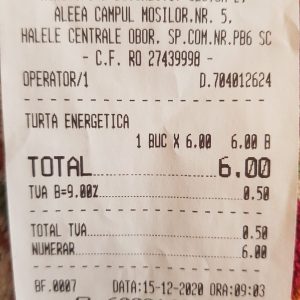 ALEEA CAMPUL MOSILOR.NR. 5,
HALELE CENTRALE OBOR, SP.COM.NR.PB6 SC
- C.F. RO 27439998 -
OPERATOR/1 D.704012624
TURTA ENERGETICA
1 BUC X 6.00 6.00 B
TOTAL 6.00
TVA B=9.00% 0.50
TOTAL TVA 0.50
NUMERAR 6.00
BF.0007 DATA:15-12-2020 ORA:09:03